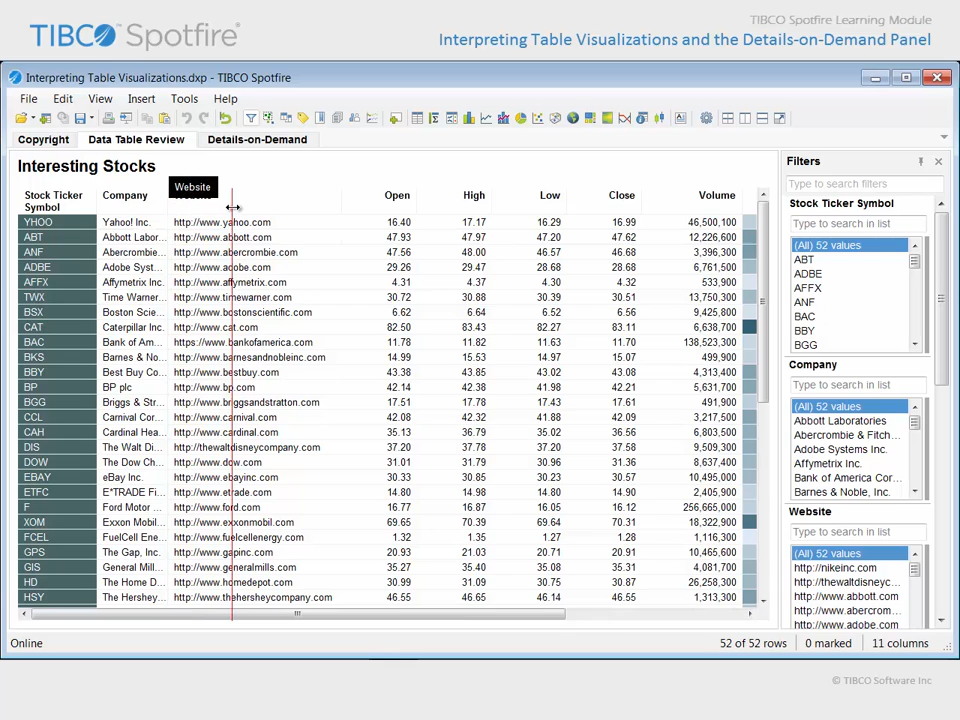 TIBCO Spotfire®
TIBCO Spotfire Learning Module
Interpreting Table Visualizations and the Details-on-Demand Panel
Interpreting Table Visualizations.dxp - TIBCO Spotfire
File Edit View Insert Tools Help
Copyright Data Table Review Details-on-Demand
Interesting Stocks
Website
Stock Ticker Symbol Company Open High Low Close Volume
YHOO Yahoo! Inc. http://www.yahoo.com 16.40 17.17 16.29 16.99 46,500,100
ABT Abbott Labor... http://www.abbott.com 47.93 47.97 47.20 47.62 12,226,600
ANF Abercrombie... http://www.abercrombie.com 47.56 48.00 46.57 46.68 3,396,300
ADBE Adobe Syst... http://www.adobe.com 29.26 29.47 28.68 28.68 6,761,500
AFFX Affymetrix Inc. http://www.affymetrix.com 4.31 4.37 4.30 4.32 533,900
TWX Time Warner... http://www.timewarner.com 30.72 30.88 30.39 30.51 13,750,300
BSX Boston Scie... http://www.bostonscientific.com 6.62 6.64 6.52 6.56 9,425,800
CAT Caterpillar Inc. http://www.cat.com 82.50 83.43 82.27 83.11 6,638,700
BAC Bank of Am... https://www.bankofamerica.com 11.78 11.82 11.63 11.70 138,523,300
BKS Barnes & No... http://www.barnesandnobleinc.com 14.99 15.53 14.97 15.07 499,900
BBY Best Buy Co... http://www.bestbuy.com 43.38 43.85 43.02 43.08 4,313,400
BP BP plc http://www.bp.com 42.14 42.38 41.98 42.21 5,631,700
BGG Briggs & Str... http://www.briggsandstratton.com 17.51 17.78 17.43 17.61 491,900
CCL Carnival Cor... http://www.carnival.com 42.08 42.32 41.88 42.09 3,217,500
CAH Cardinal Hea... http://www.cardinal.com 35.13 36.79 35.02 36.56 6,803,500
DIS The Walt Di... http://thewaltdisneycompany.com 37.20 37.78 37.20 37.58 9,509,300
DOW The Dow Ch... http://www.dow.com 31.01 31.79 30.96 31.36 8,637,400
EBAY eBay Inc. http://www.ebayinc.com 30.33 30.85 30.23 30.57 10,495,000
ETFC E*TRADE Fi... http://www.etrade.com 14.80 14.98 14.80 14.90 2,405,900
F Ford Motor ... http://www.ford.com 16.77 16.87 16.05 16.12 256,665,000
XOM Exxon Mobil... http://www.exxonmobil.com 69.65 70.39 69.64 70.31 18,322,900
FCEL FuelCell Ene... http://www.fuelcellenergy.com 1.32 1.35 1.27 1.28 1,116,300
GPS The Gap, Inc. http://www.gapinc.com 20.93 21.03 20.71 20.91 10,465,600
GIS General Mill... http://www.generalmills.com 35.27 35.40 35.08 35.31 4,081,700
HD The Home D... http://www.homedepot.com 30.99 31.09 30.75 30.87 26,258,300
HSY The Hershey... http://www.thehersheycompany.com 46.55 46.65 46.14 46.55 1,313,300
Filters
Type to search filters
Stock Ticker Symbol
Type to search in list
(All) 52 values
ABT
ADBE
AFFX
ANF
BAC
BBY
BGG
Company
Type to search in list
(All) 52 values
Abbott Laboratories
Abercrombie & Fitch...
Adobe Systems Inc.
Affymetrix Inc.
Bank of America Cor...
Barnes & Noble, Inc.
Website
Type to search in list
(All) 52 values
http://nikeinc.com
http://thewaltdisneyc...
http://www.abbott.com
http://www.abercrom...
http://www.adobe.com
Online 52 of 52 rows 0 marked 11 columns
© TIBCO Software Inc